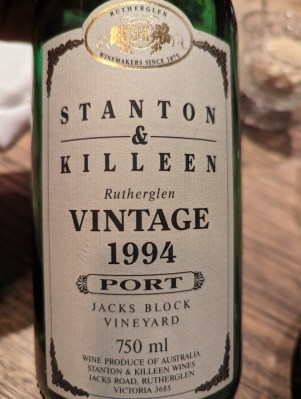 RUTHERGLEN
WINEMAKERS SINCE 1875
STANTON
&
KILLEEN
Rutherglen
VINTAGE
1994
PORT
JACKS BLOCK
VINEYARD
750 ml
WINE PRODUCE OF AUSTRALIA
STANTON & KILLEEN WINES
JACKS ROAD, RUTHERGLEN
VICTORIA 3685